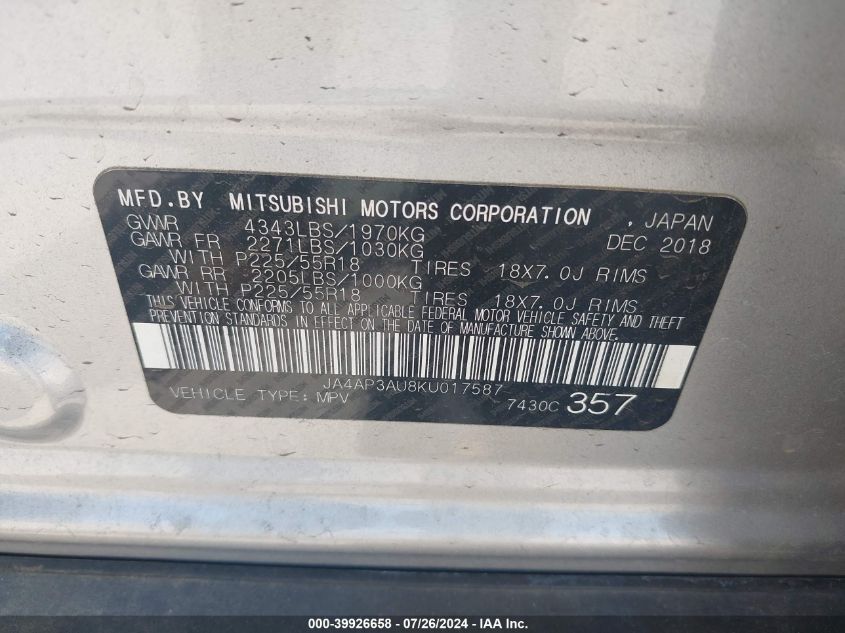 MFD.BY MITSUBISHI MOTORS CORPORATION , JAPAN
GVWR 4343LBS/1970KG DEC 2018
GAWR FR 2271LBS/1030KG
WITH P225/55R18 TIRES 18X7.0J RIMS
GAWR RR 2205LBS/1000KG
WITH P225/55R18 TIRES 18X7.0J RIMS
THIS VEHICLE CONFORMS TO ALL APPLICABLE FEDERAL MOTOR VEHICLE SAFETY AND THEFT
PREVENTION STANDARDS IN EFFECT ON THE DATE OF MANUFACTURE SHOWN ABOVE.
JA4AP3AU8KU017587
VEHICLE TYPE: MPV 7430C 357
000-39926658 - 07/26/2024 - IAA Inc.